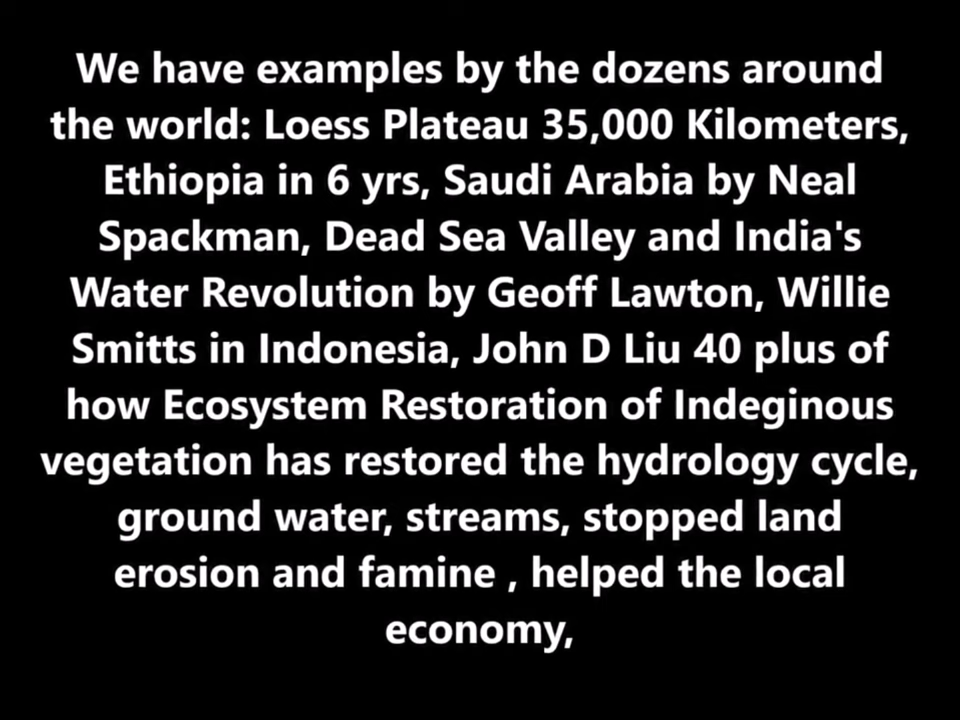 We have examples by the dozens around
the world: Loess Plateau 35,000 Kilometers,
Ethiopia in 6 yrs, Saudi Arabia by Neal
Spackman, Dead Sea Valley and India's
Water Revolution by Geoff Lawton, Willie
Smitts in Indonesia, John D Liu 40 plus of
how Ecosystem Restoration of Indeginous
vegetation has restored the hydrology cycle,
ground water, streams, stopped land
erosion and famine , helped the local
economy,